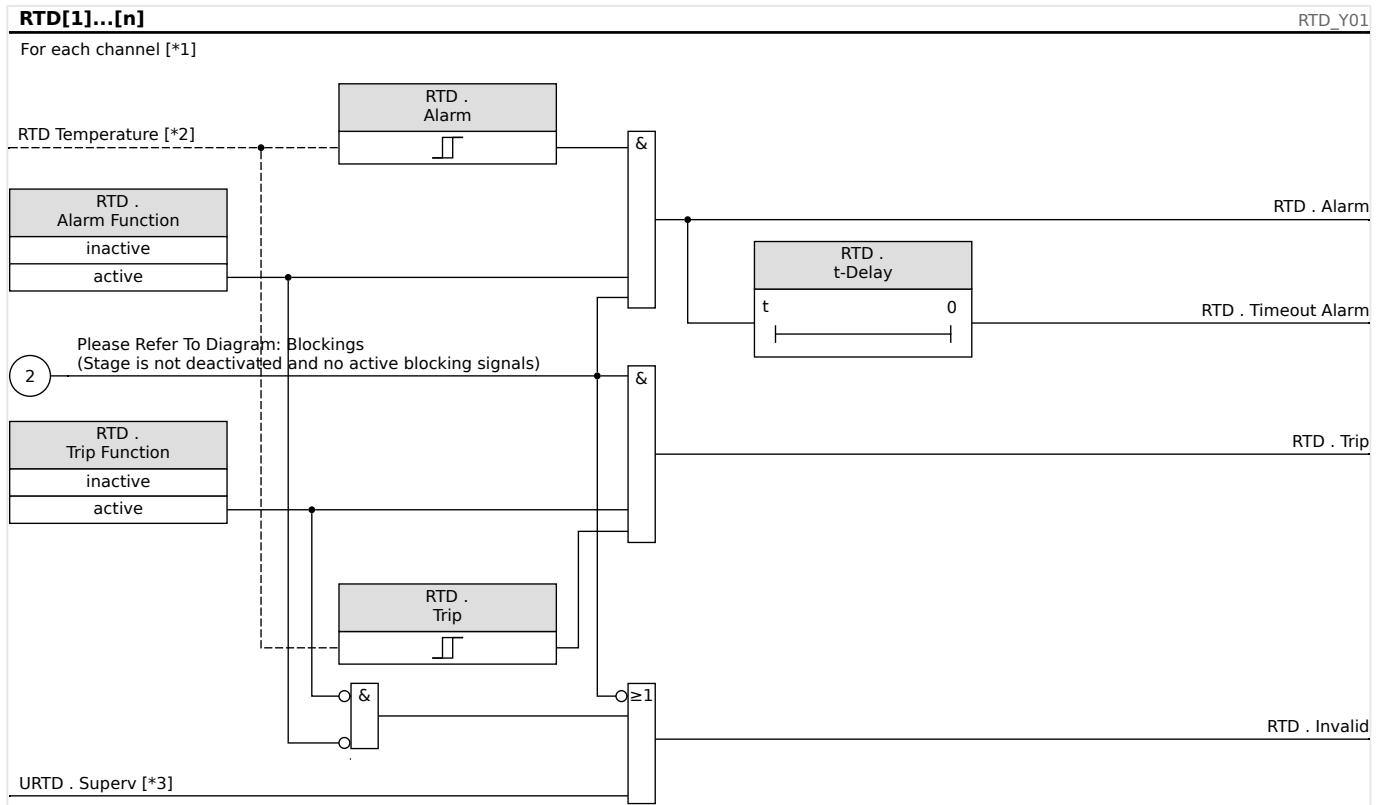 RTD[1]...[n]
RTD_Y01
For each channel [*1]
RTD .
Alarm
RTD Temperature [*2]
&
RTD .
Alarm Function
inactive
active
RTD . Alarm
RTD .
t-Delay
t 0
RTD . Timeout Alarm
Please Refer To Diagram: Blockings
(Stage is not deactivated and no active blocking signals)
2
&
RTD .
Trip Function
inactive
active
RTD . Trip
RTD .
Trip
&
≥1
RTD . Invalid
URTD . Superv [*3]